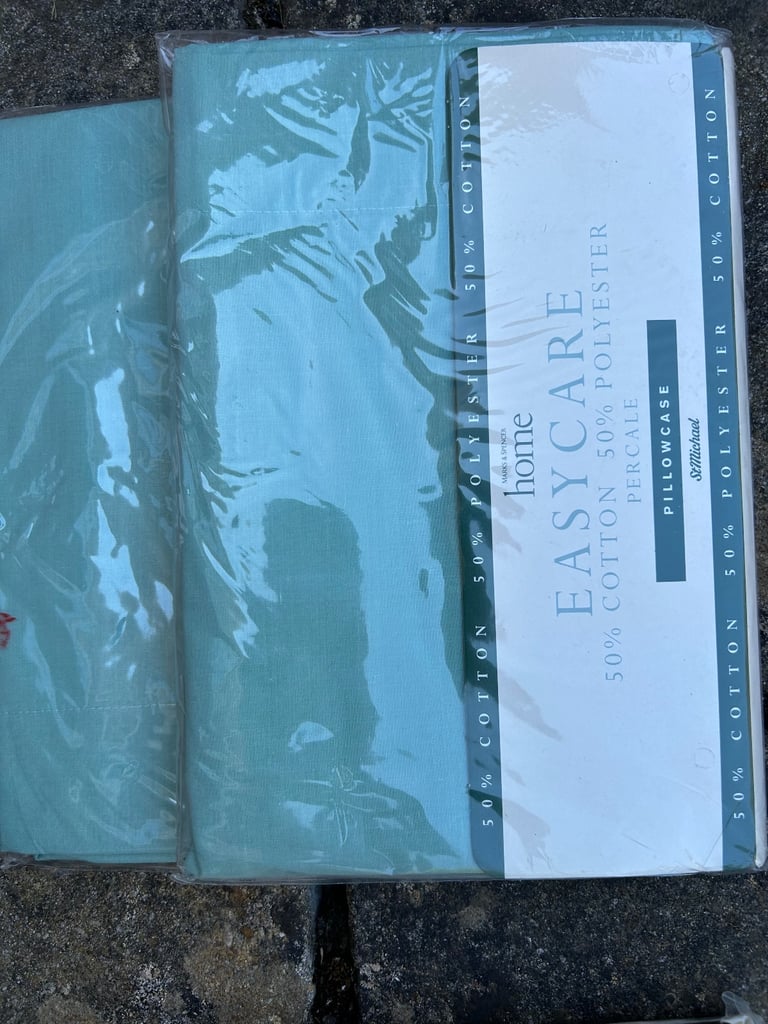 50% COTTON 50% POLYESTER 50% COTTON
MARKS & SPENCER
home
EASYCARE
50% COTTON 50% POLYESTER
PERCALE
PILLOWCASE
St Michael
50% COTTON 50% POLYESTER 50% COTTON